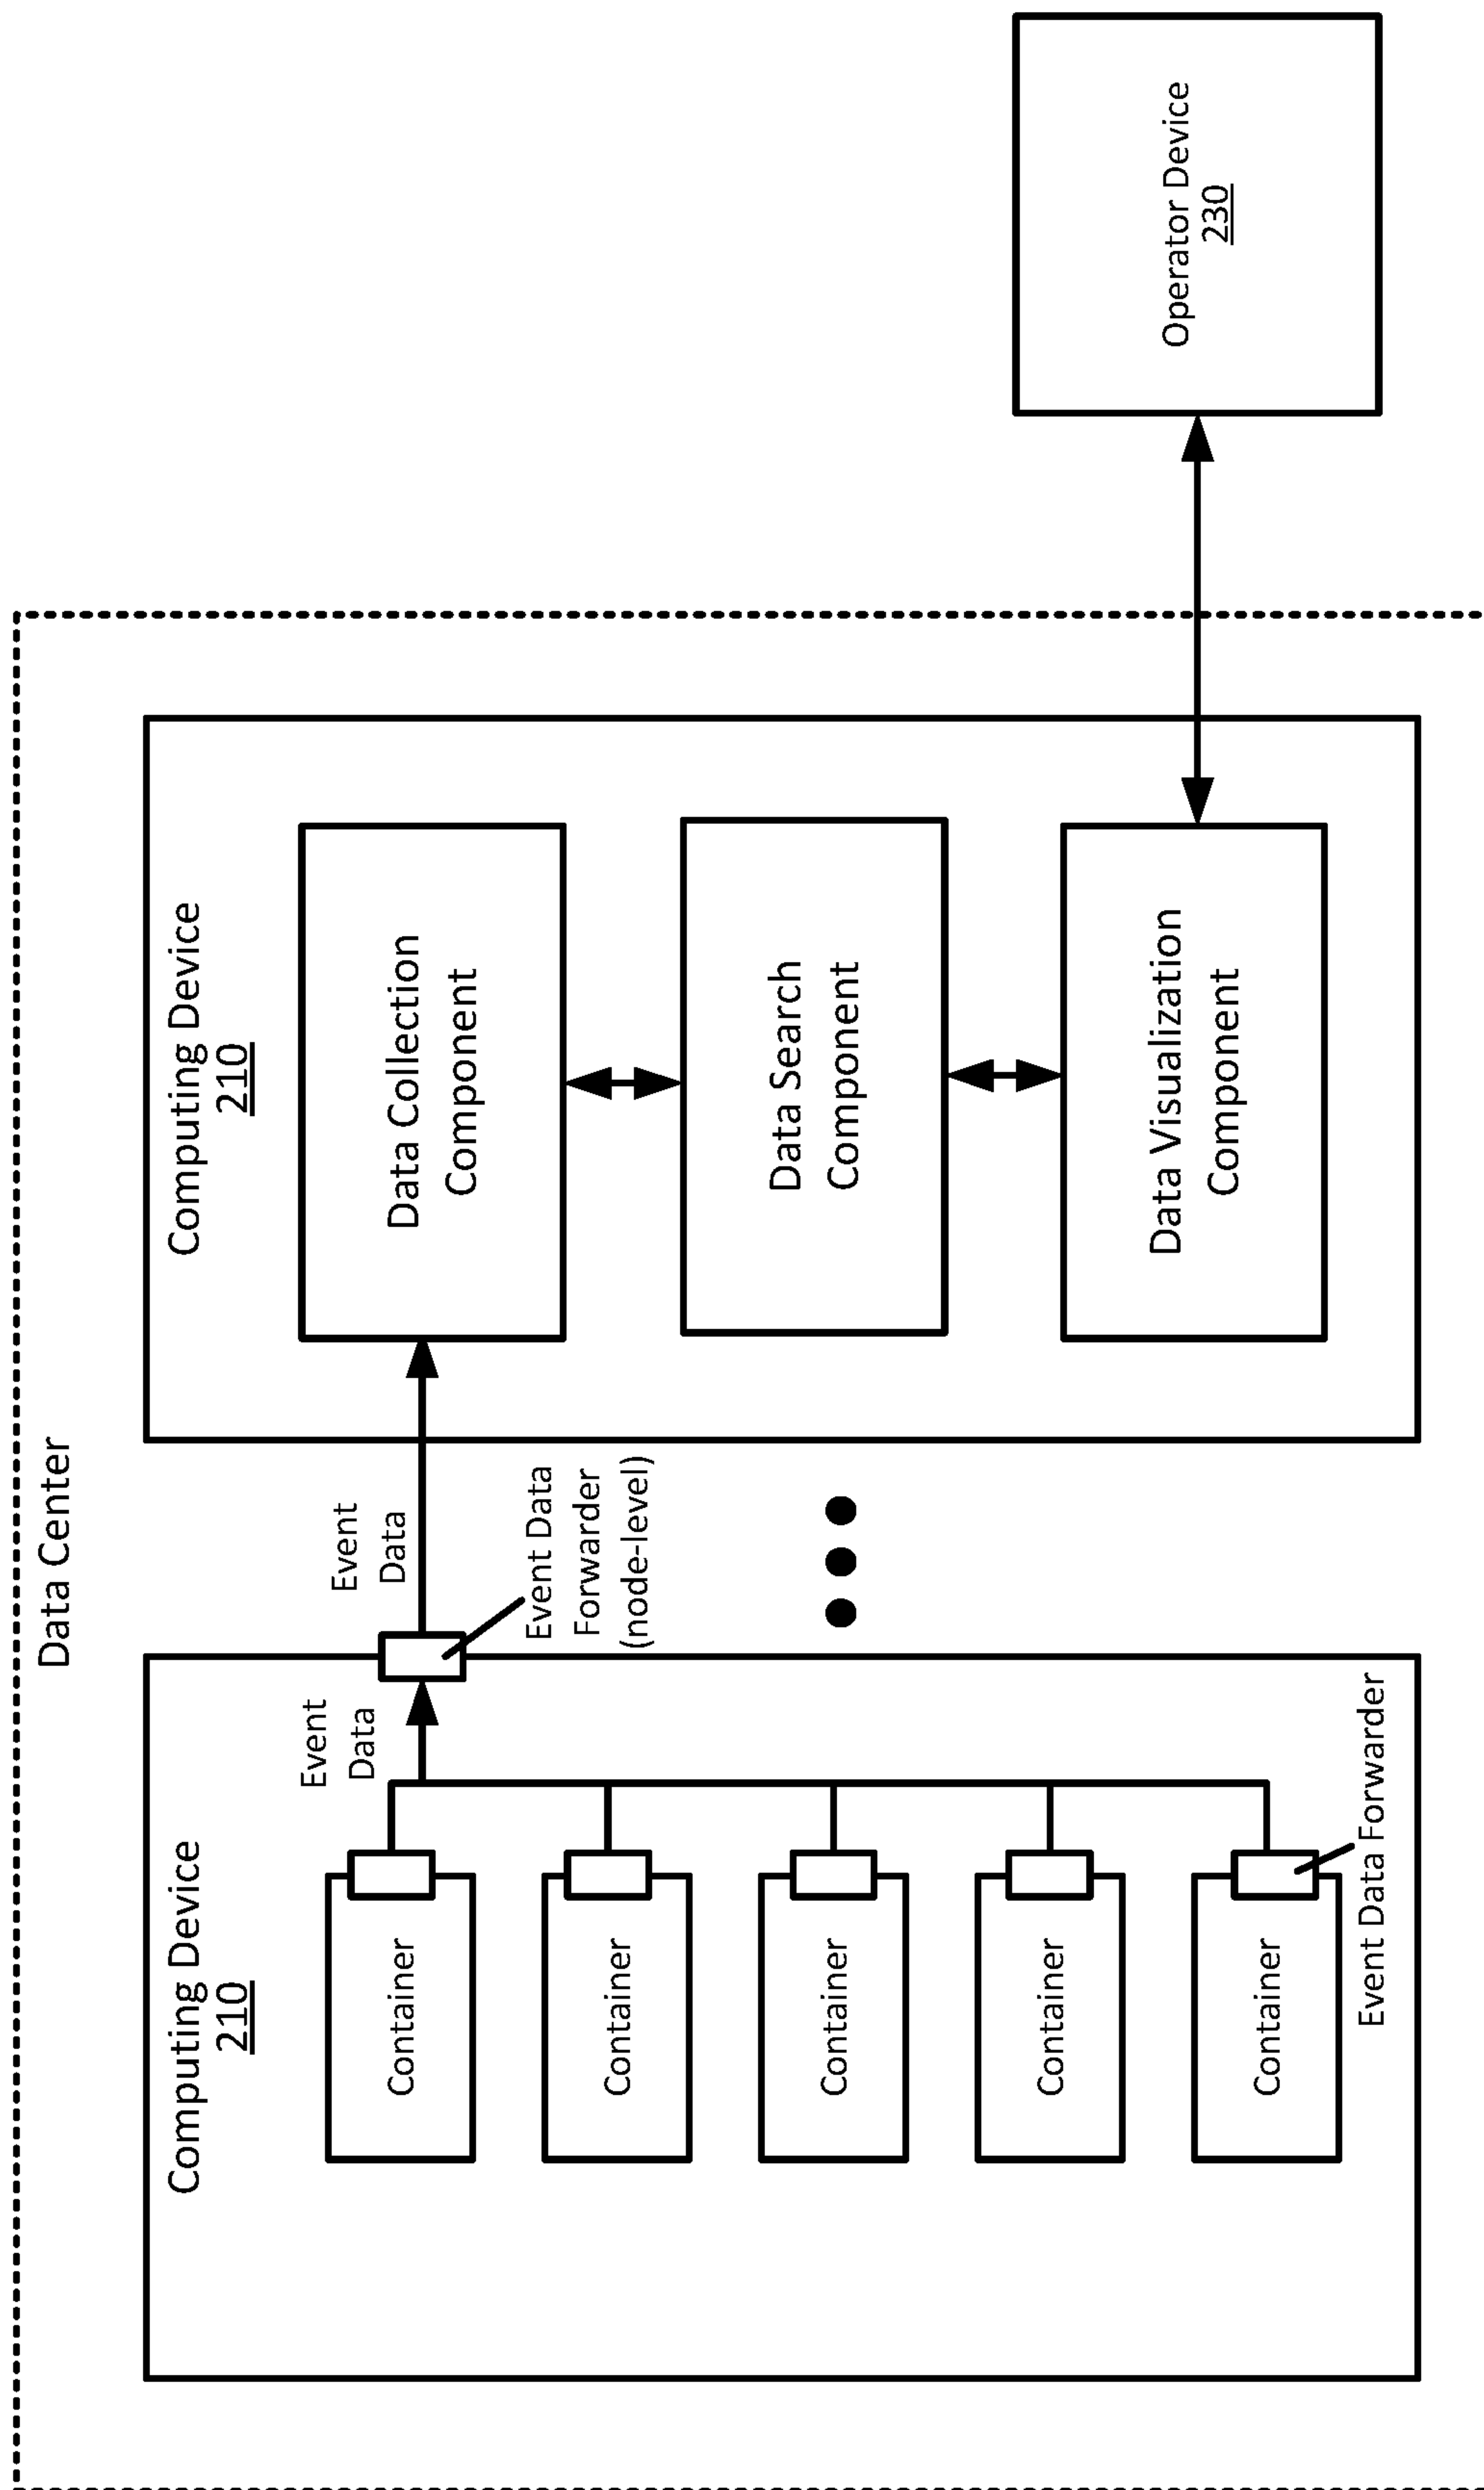 Data Center
Computing Device
210
Container
Container
Container
Container
Container
Event Data Forwarder
Event
Data
Event Data
Forwarder
(node-level)
Event
Data
Computing Device
210
Data Collection
Component
Data Search
Component
Data Visualization
Component
Operator Device
230